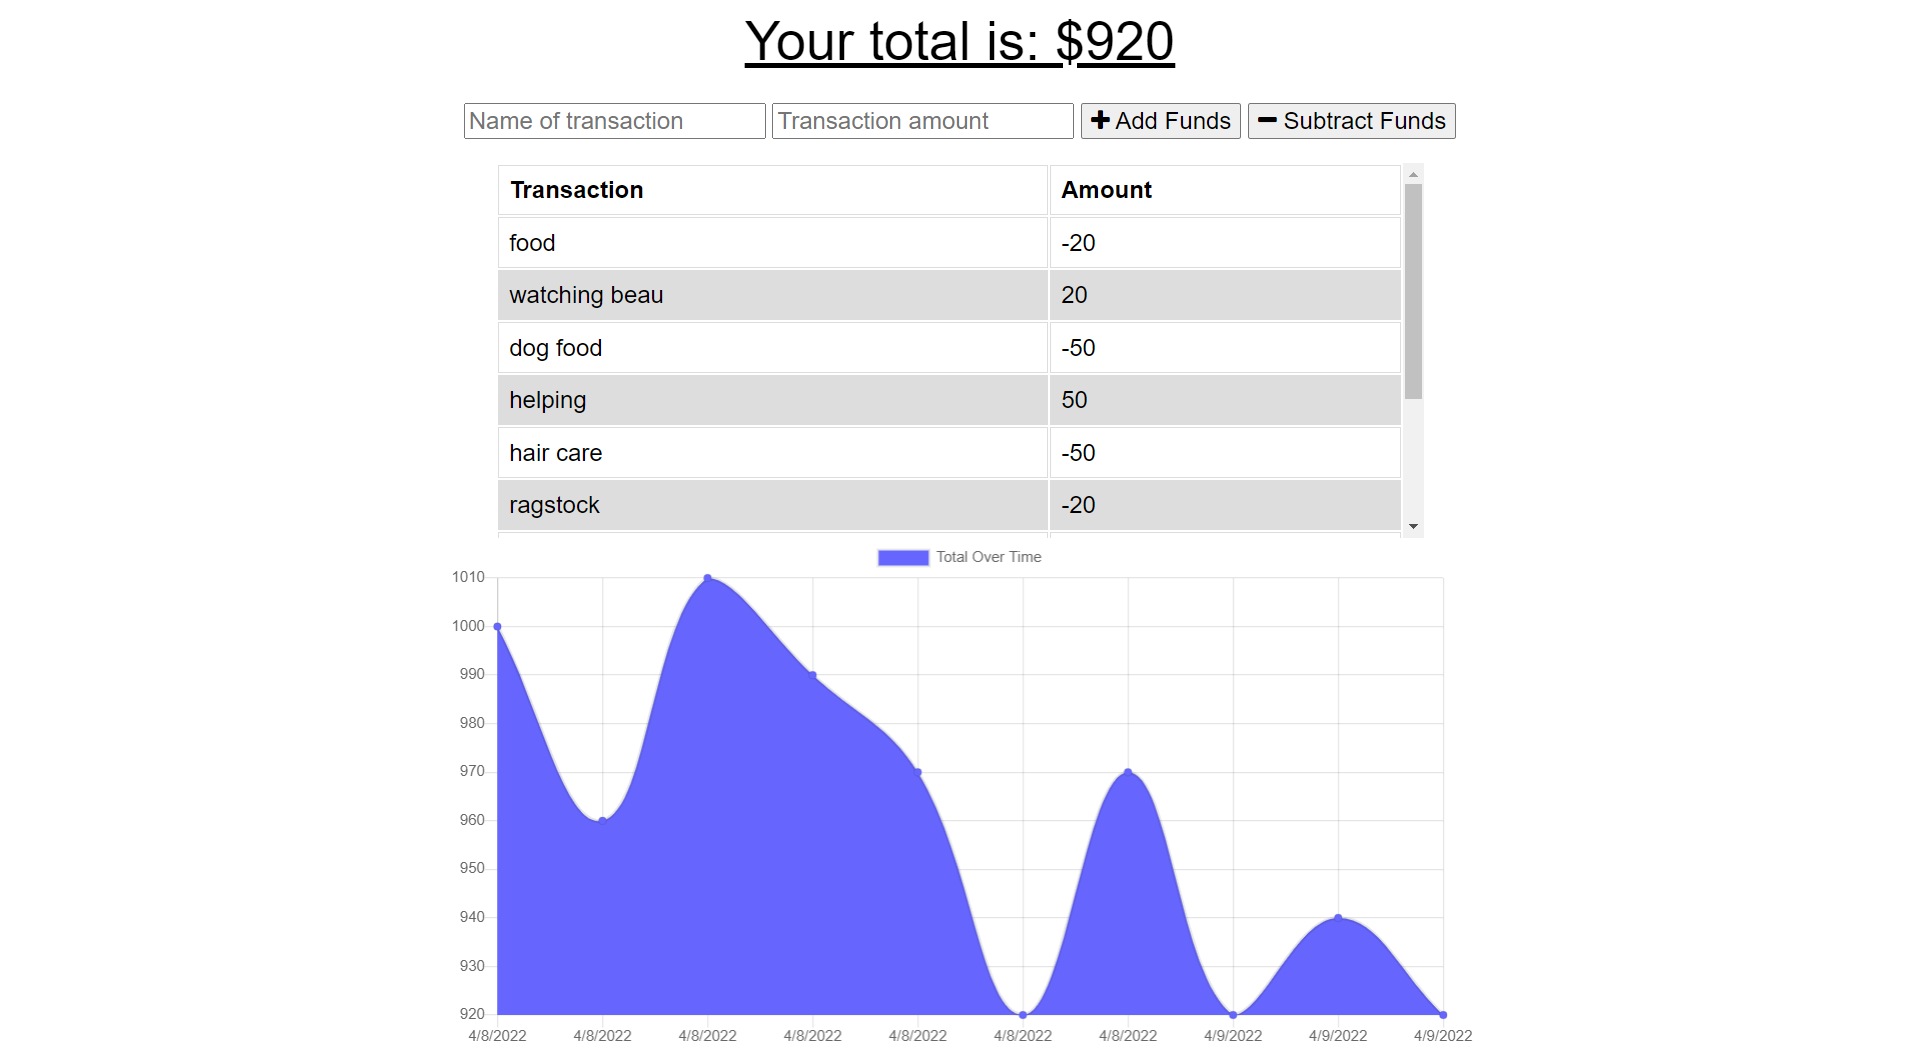 Your total is: $920
Name of transaction Transaction amount Add Funds Subtract Funds
Transaction Amount
food -20
watching beau 20
dog food -50
helping 50
hair care -50
ragstock -20
Total Over Time
1010
1000
990
980
970
960
950
940
930
920
4/8/2022 4/8/2022 4/8/2022 4/8/2022 4/8/2022 4/8/2022 4/8/2022 4/9/2022 4/9/2022 4/9/2022